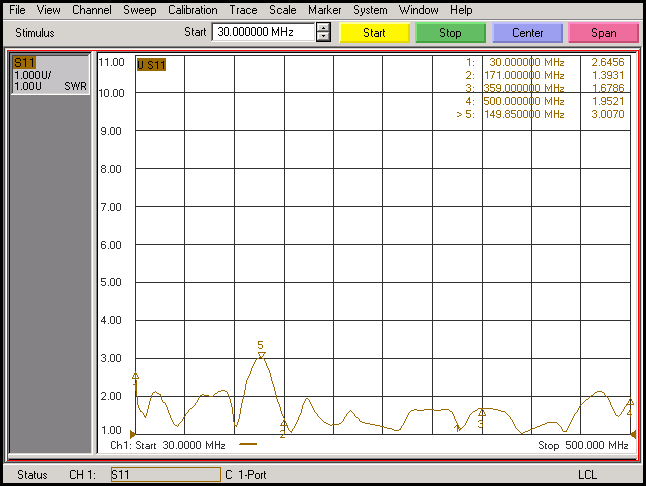 File View Channel Sweep Calibration Trace Scale Marker System Window Help
Stimulus Start 30.000000 MHz Start Stop Center Span
S11
1.000U/
1.00U SWR
U S11
11.00
10.00
9.00
8.00
7.00
6.00
5.00
4.00
3.00
2.00
1.00
1: 30.000000 MHz 2.6456
2: 171.000000 MHz 1.3931
3: 359.000000 MHz 1.6786
4: 500.000000 MHz 1.9521
> 5: 149.850000 MHz 3.0070
5
2
3
4
Ch1: Start 30.0000 MHz Stop 500.000 MHz
Status CH 1: S11 C 1-Port LCL